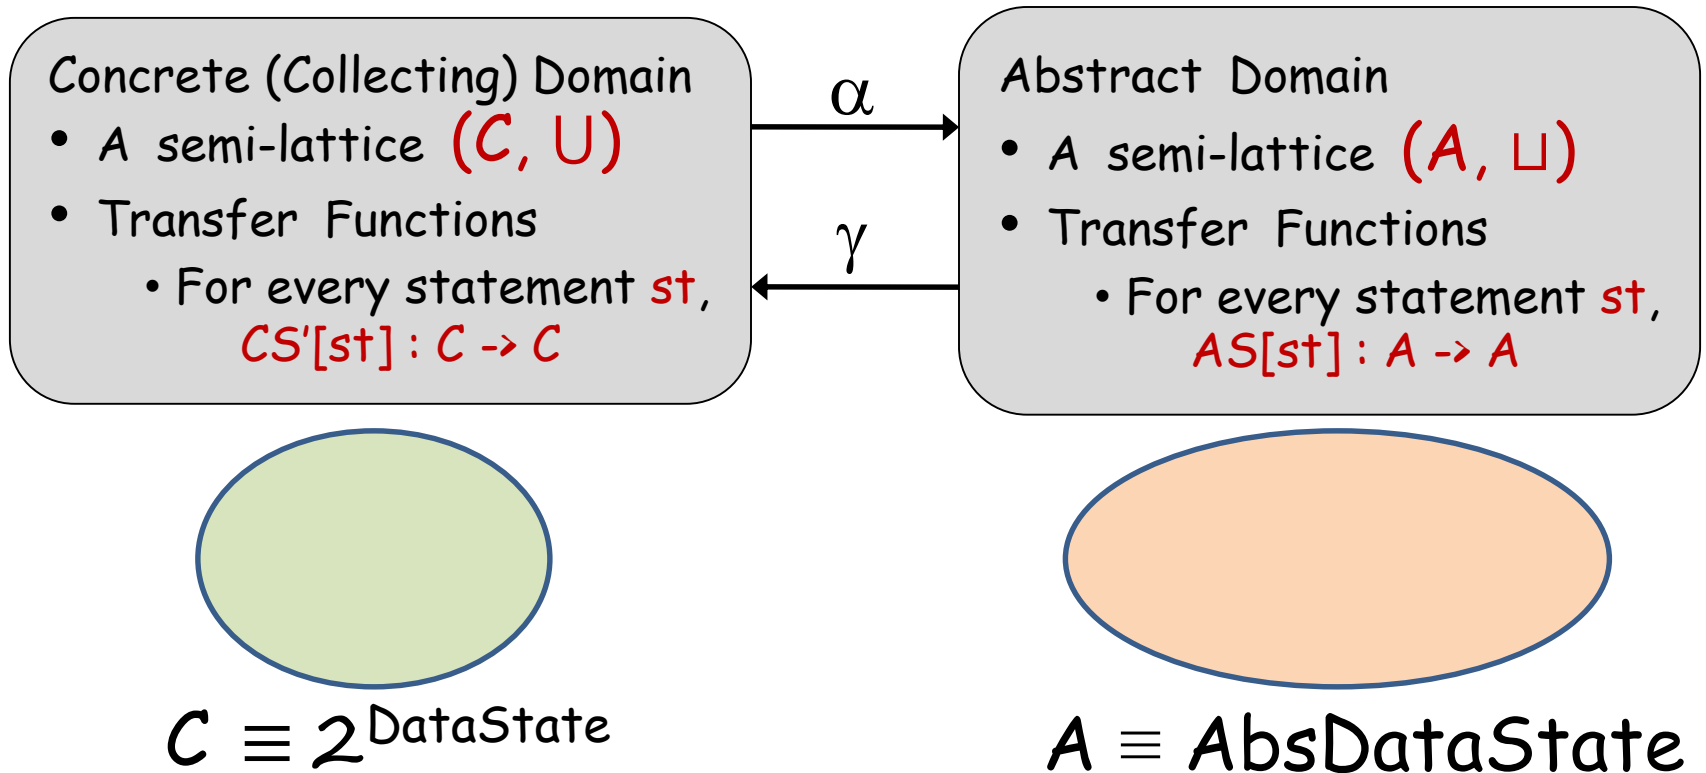 Concrete (Collecting) Domain
• A semi-lattice (C, ∪)
• Transfer Functions
• For every statement st,
CS'[st] : C -> C
α
γ
Abstract Domain
• A semi-lattice (A, ⊔)
• Transfer Functions
• For every statement st,
AS[st] : A -> A
C ≡ 2^DataState
A ≡ AbsDataState